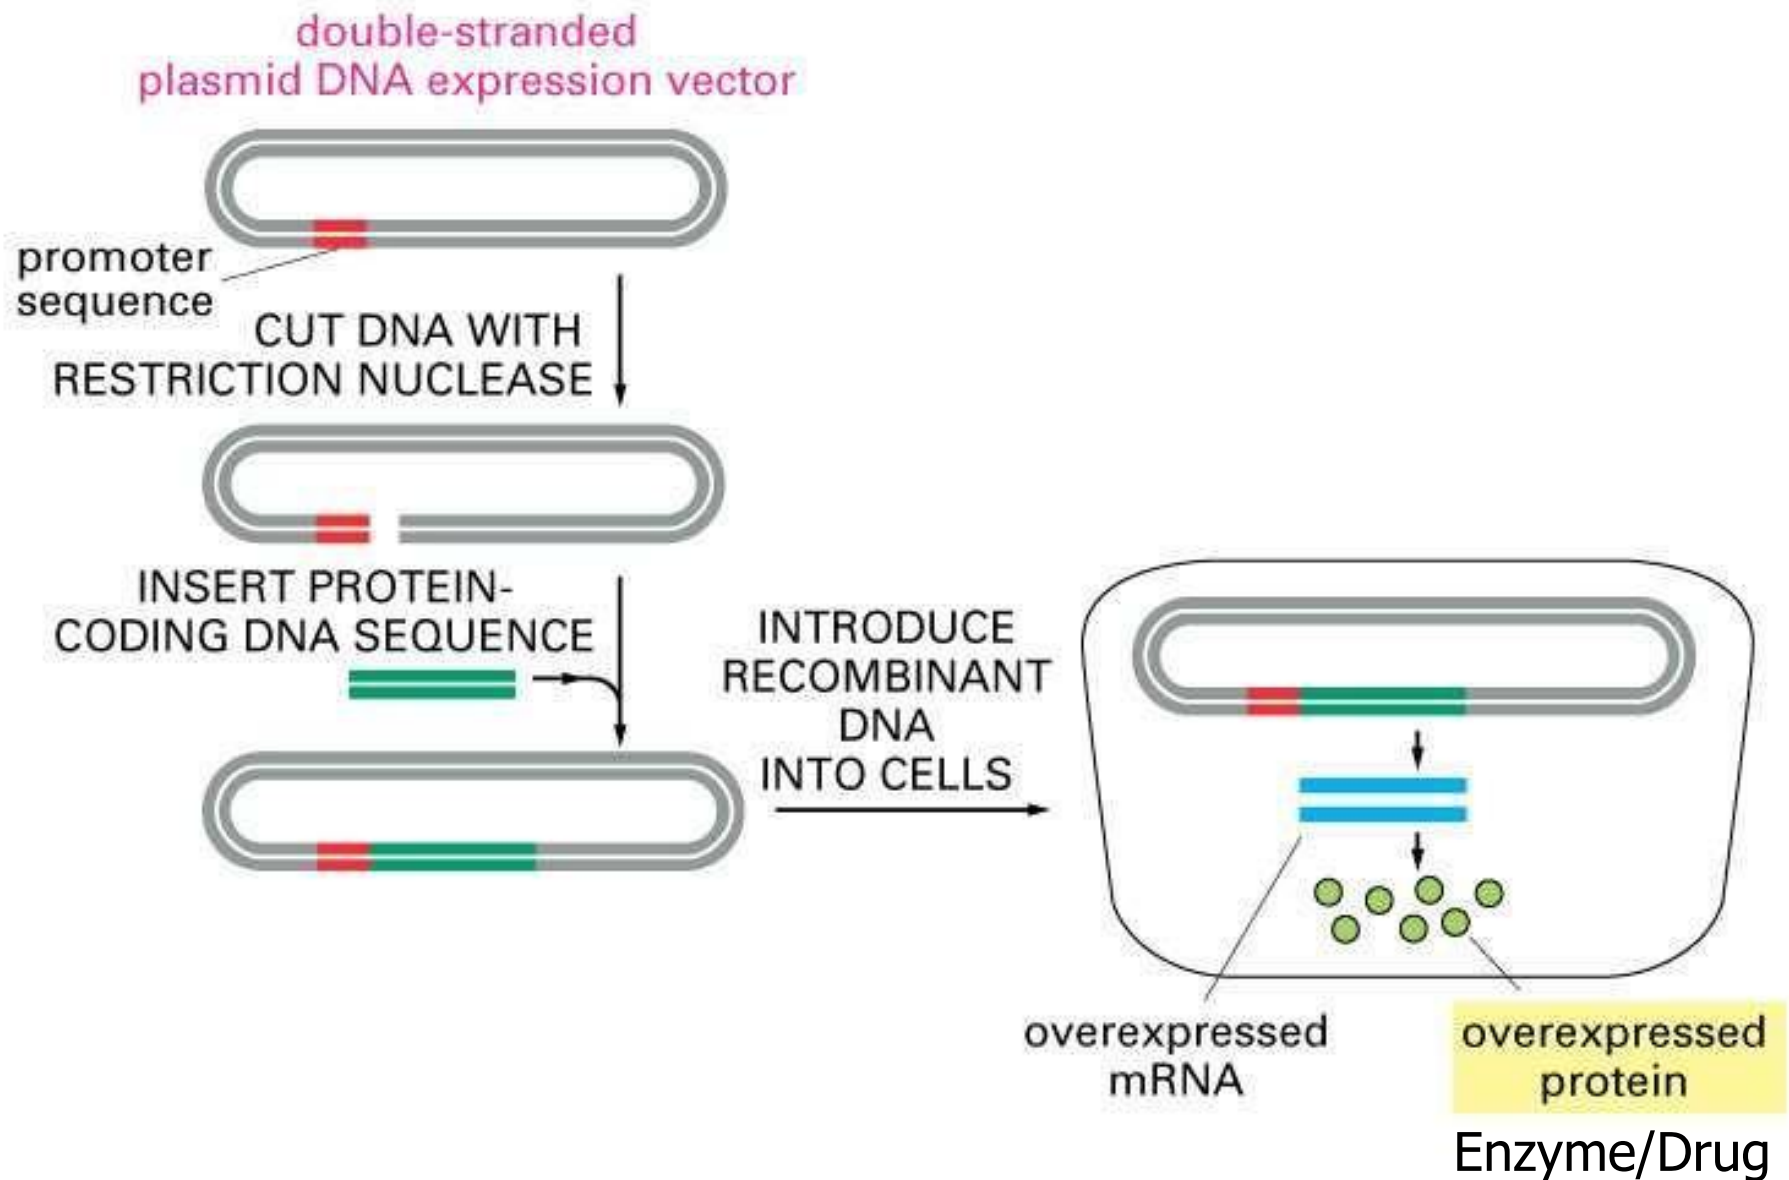 double-stranded
plasmid DNA expression vector
promoter
sequence
CUT DNA WITH
RESTRICTION NUCLEASE
INSERT PROTEIN-
CODING DNA SEQUENCE
INTRODUCE
RECOMBINANT
DNA
INTO CELLS
overexpressed
mRNA
overexpressed
protein
Enzyme/Drug